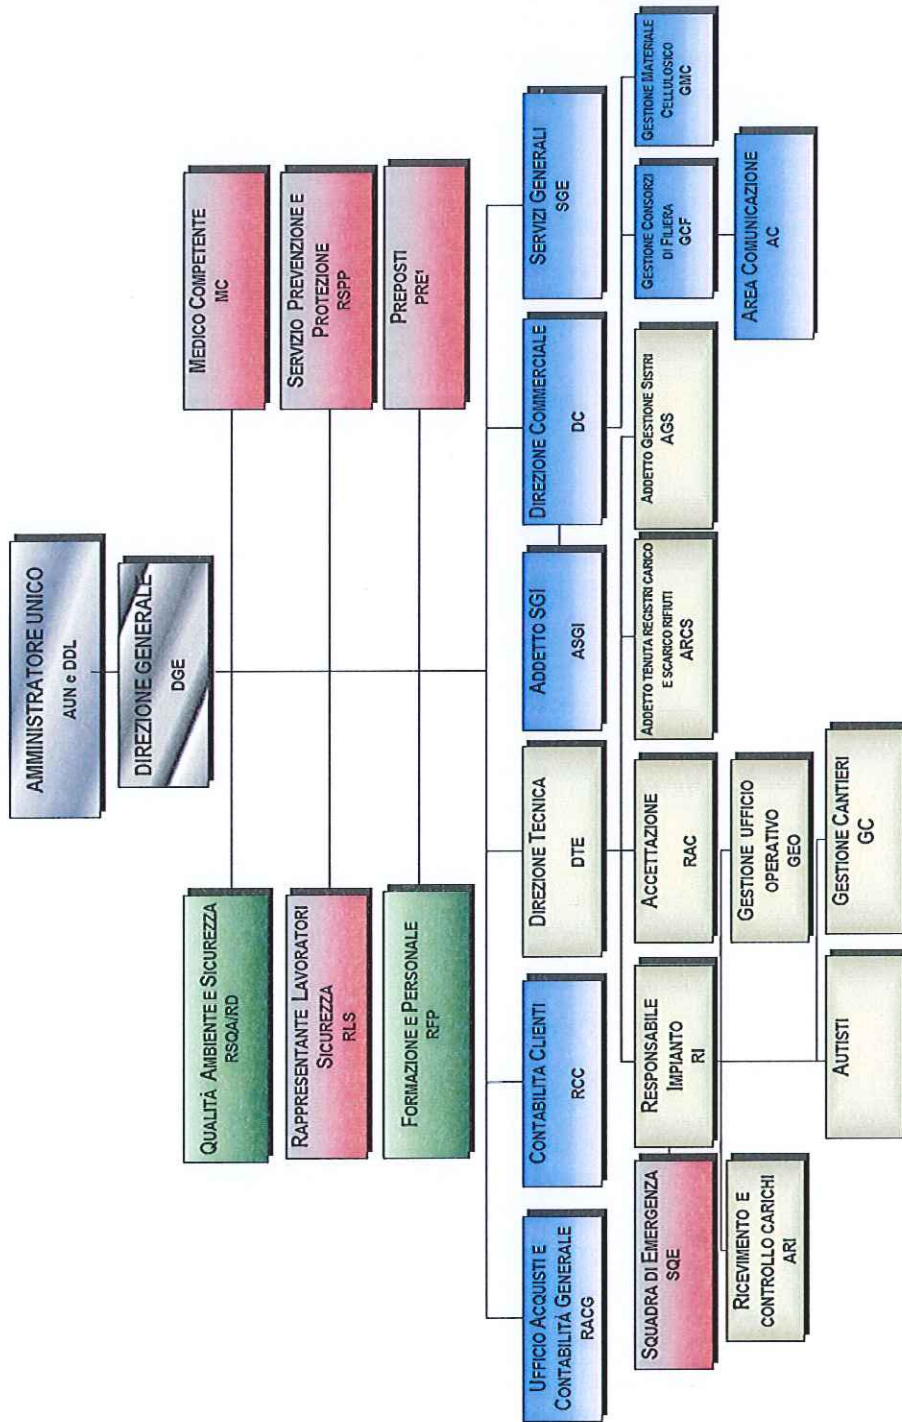 AMMINISTRATORE UNICO
AUN e DDL
DIREZIONE GENERALE
DGE
QUALITÀ AMBIENTE E SICUREZZA
RSQA/RD
MEDICO COMPETENTE
MC
RAPPRESENTANTE LAVORATORI
SICUREZZA
RLS
SERVIZIO PREVENZIONE E
PROTEZIONE
RSPP
FORMAZIONE E PERSONALE
RFP
PREPOSTI
PRE¹
UFFICIO ACQUISTI E
CONTABILITÀ GENERALE
RACG
CONTABILITA CLIENTI
RCC
DIREZIONE TECNICA
DTE
ADDETTO SGI
ASGI
DIREZIONE COMMERCIALE
DC
SERVIZI GENERALI
SGE
SQUADRA DI EMERGENZA
SQE
RESPONSABILE
IMPIANTO
RI
ACCETTAZIONE
RAC
ADDETTO TENUTA REGISTRI CARICO
E SCARICO RIFIUTI
ARCS
ADDETTO GESTIONE SISTRI
AGS
GESTIONE CONSORZI
DI FILIERA
GCF
GESTIONE MATERIALE
CELLULOSICO
GMC
RICEVIMENTO E
CONTROLLO CARICHI
ARI
GESTIONE UFFICIO
OPERATIVO
GEO
AREA COMUNICAZIONE
AC
AUTISTI
GESTIONE CANTIERI
GC